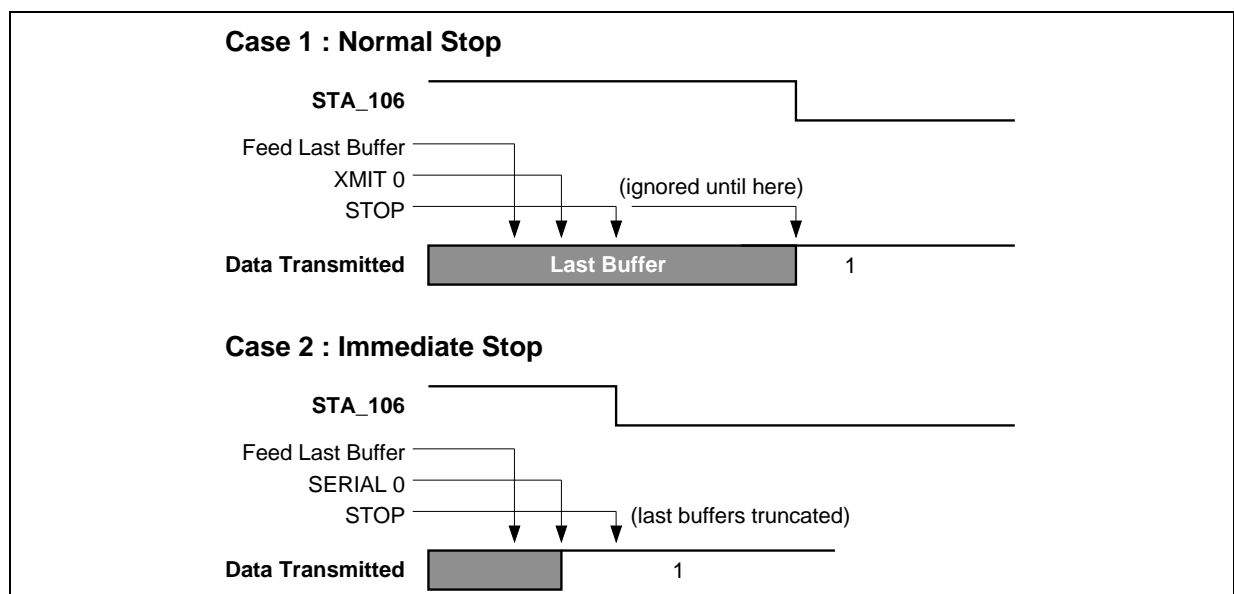 Case 1 : Normal Stop
STA_106
Feed Last Buffer
XMIT 0
(ignored until here)
STOP
Data Transmitted
Last Buffer
1
Case 2 : Immediate Stop
STA_106
Feed Last Buffer
SERIAL 0
STOP
(last buffers truncated)
Data Transmitted
1